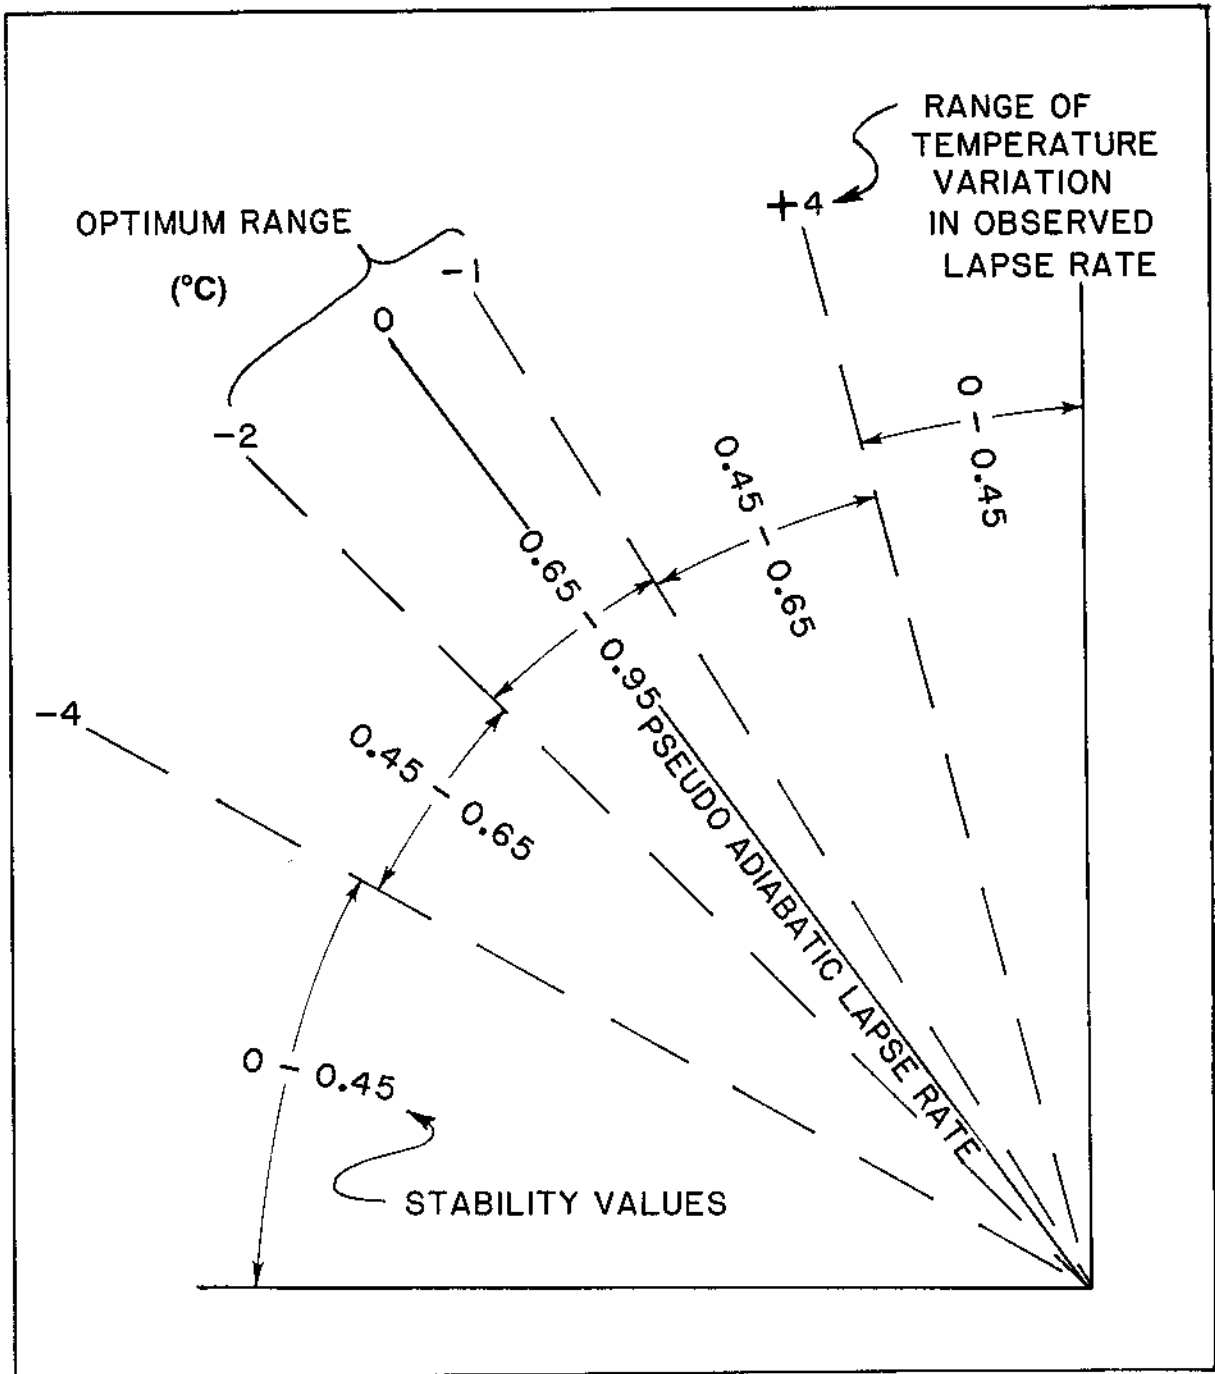 RANGE OF
TEMPERATURE
VARIATION
IN OBSERVED
LAPSE RATE
+4
OPTIMUM RANGE
(°C)
-1
0
-2
-4
0 - 0.45
0.45 - 0.65
0.65 - 0.95
PSEUDO ADIABATIC LAPSE RATE
0.45 - 0.65
0 - 0.45
STABILITY VALUES